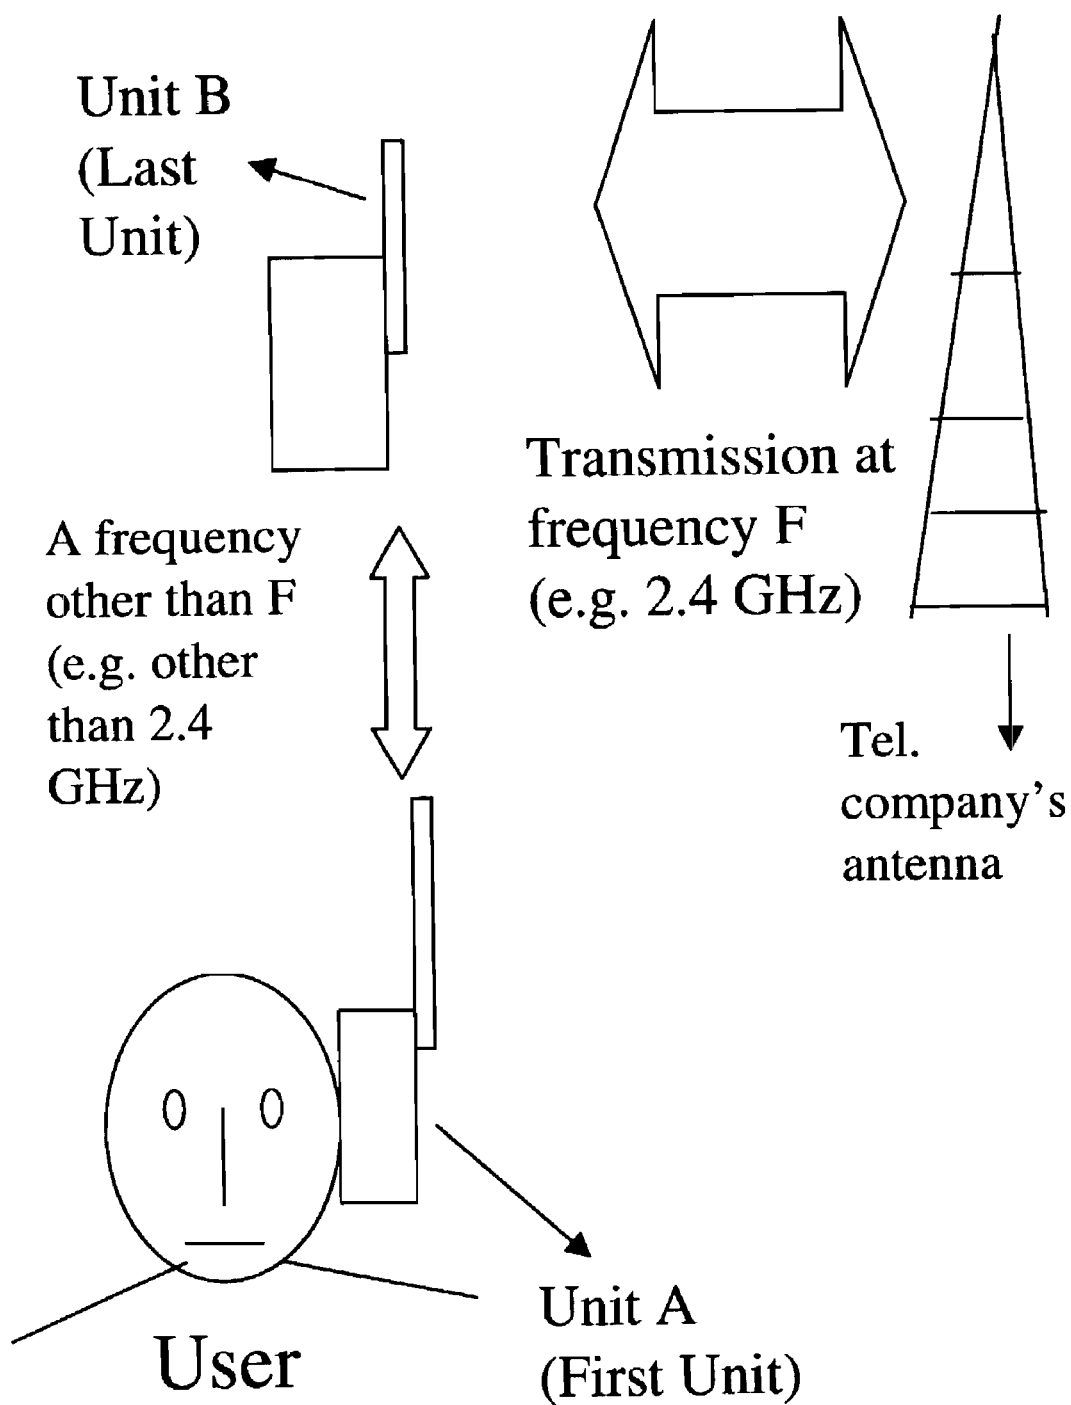 Unit B
(Last
Unit)
Transmission at
frequency F
(e.g. 2.4 GHz)
A frequency
other than F
(e.g. other
than 2.4
GHz)
Tel.
company's
antenna
Unit A
(First Unit)
User